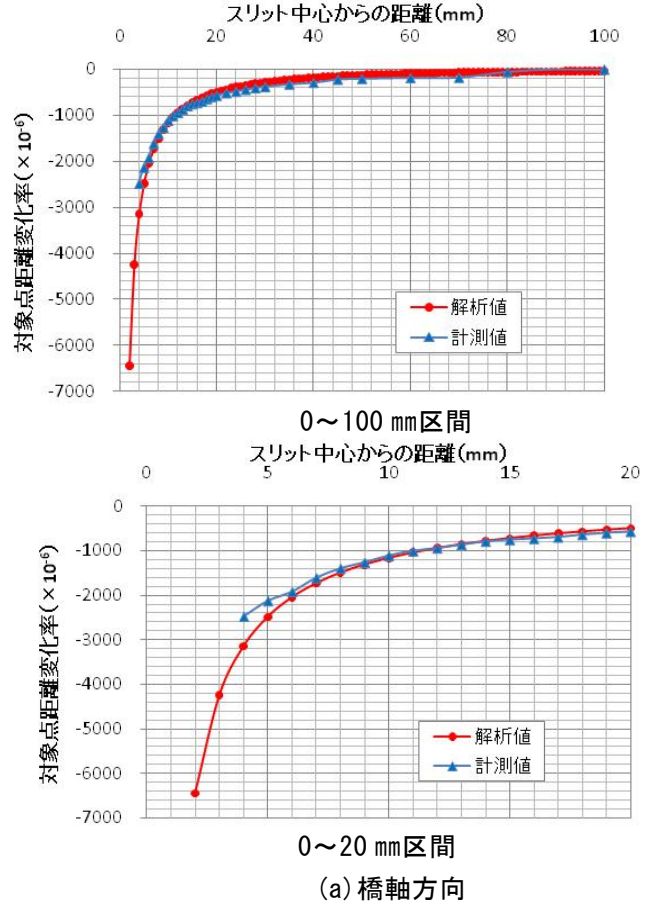 スリット中心からの距離(mm)
0 20 40 60 80 100
0
-1000
-2000
-3000
-4000
-5000
-6000
-7000
対象点距離変化率(×10⁻⁶)
解析値
計測値
0～100 ㎜区間
スリット中心からの距離(mm)
0 5 10 15 20
0
-1000
-2000
-3000
-4000
-5000
-6000
-7000
対象点距離変化率(×10⁻⁶)
解析値
計測値
0～20 ㎜区間
(a)橋軸方向